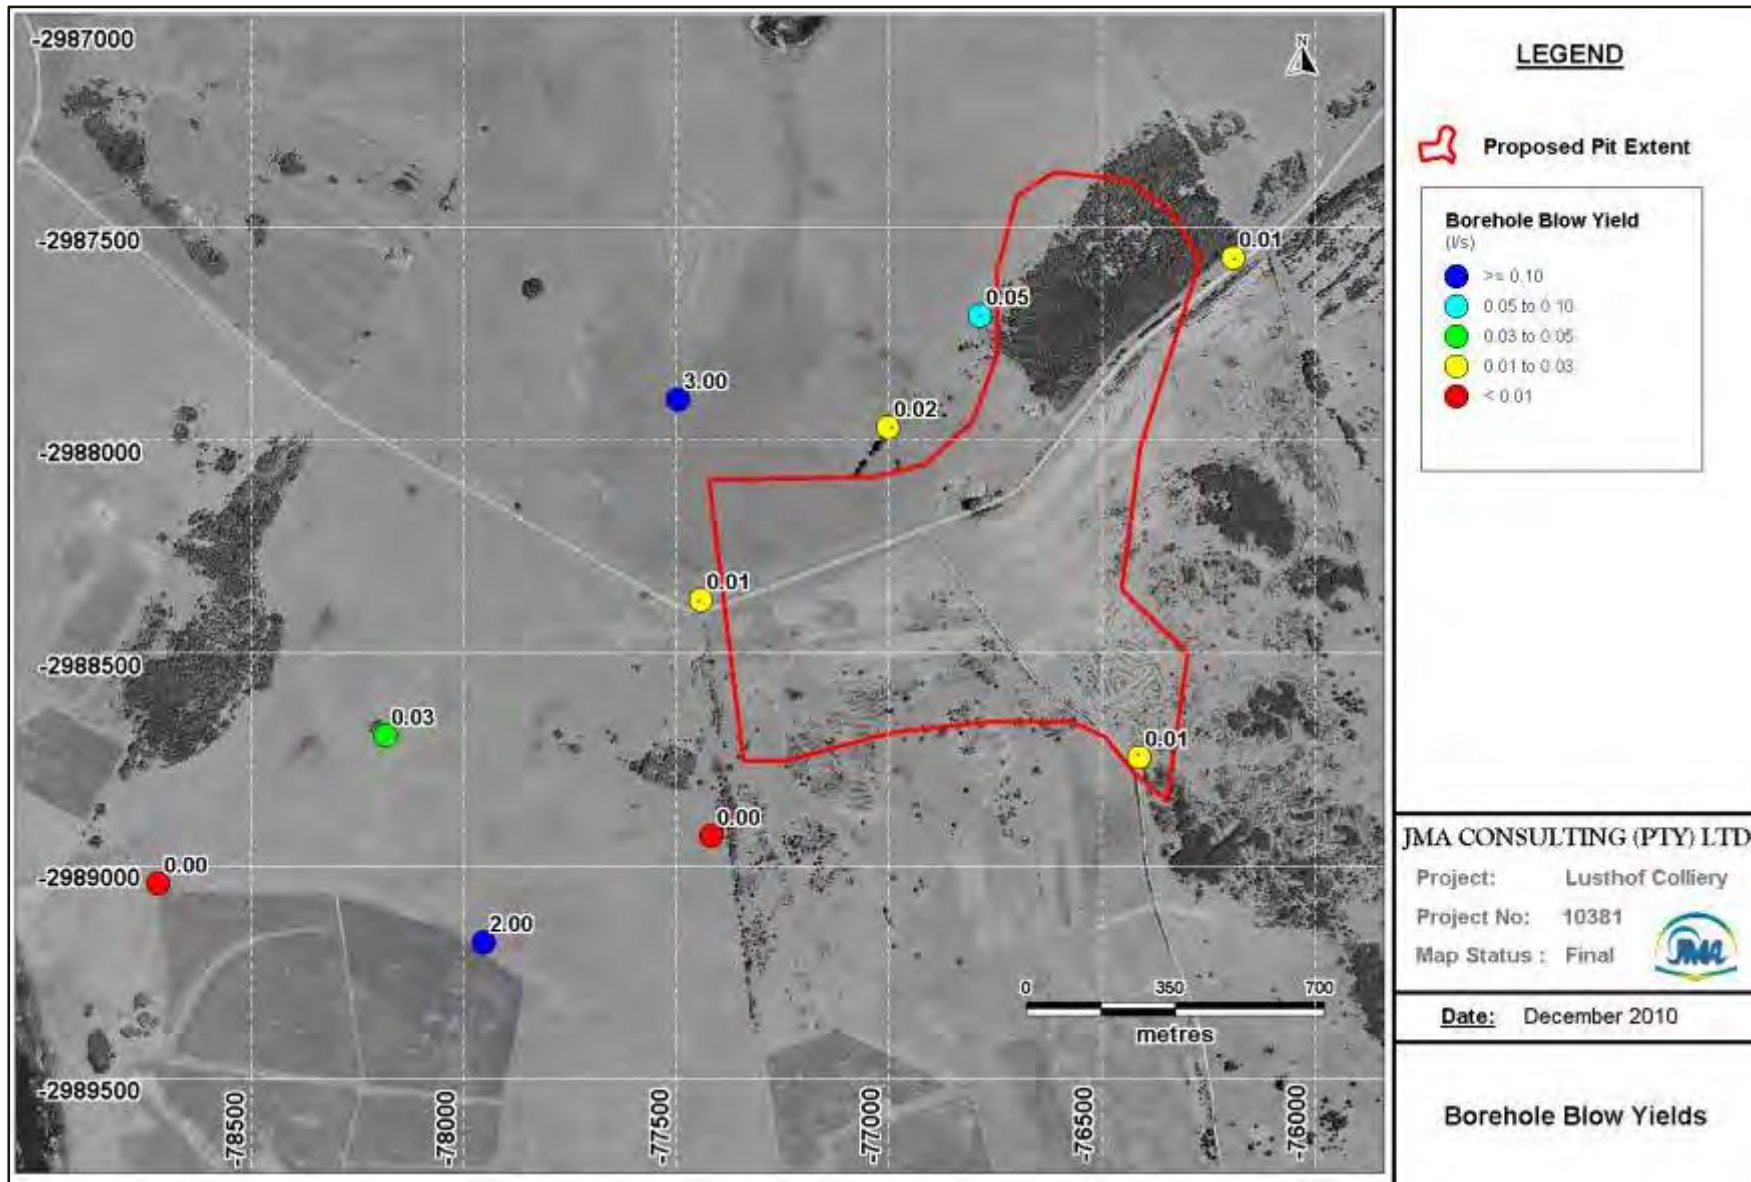 -2987000
N
-2987500
0.01
0.05
3.00
0.02
-2988000
0.01
-2988500
0.03
0.01
0.00
0.00
-2989000
2.00
0 350 700
metres
-2989500
-78500
-78000
-77500
-77000
-76500
-76000
LEGEND
Proposed Pit Extent
Borehole Blow Yield
(l/s)
>= 0.10
0.05 to 0.10
0.03 to 0.05
0.01 to 0.03
< 0.01
JMA CONSULTING (PTY) LTD
Project: Lusthof Colliery
Project No: 10381
Map Status : Final
JMA
Date: December 2010
Borehole Blow Yields